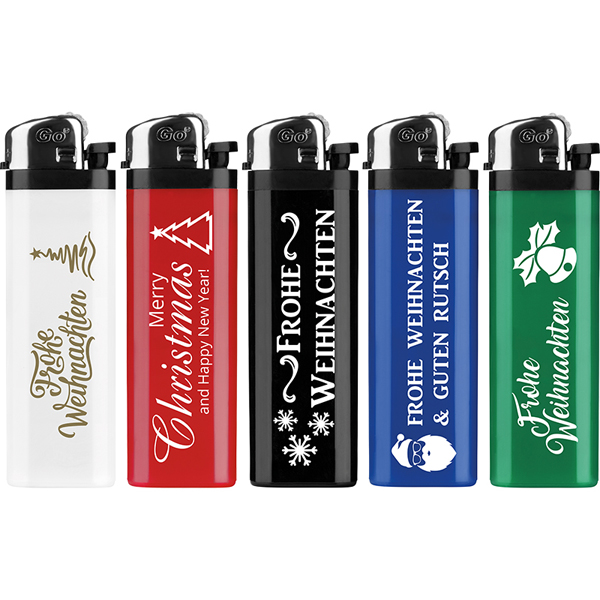 GO
GO
GO
GO
GO
Frohe
Weihnachten
Merry
Christmas
and Happy New Year!
FROHE
WEIHNACHTEN
FROHE WEIHNACHTEN
& GUTEN RUTSCH
Frohe
Weihnachten